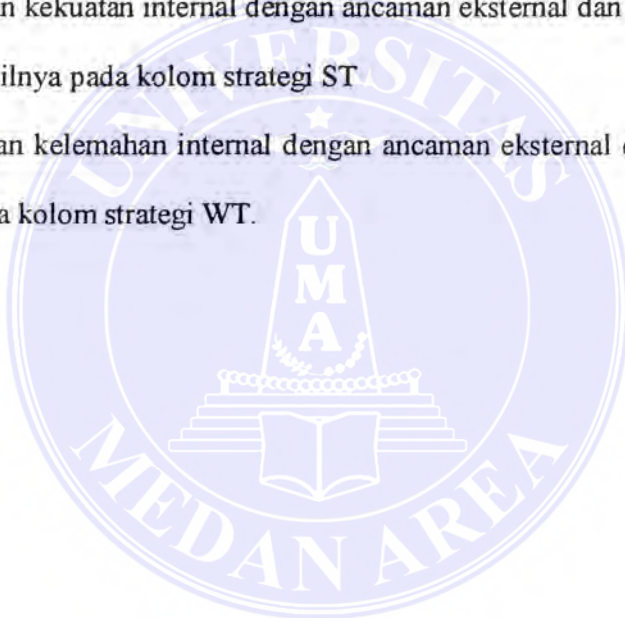 n kekuatan internal dengan ancaman eksternal dan
ilnya pada kolom strategi ST
an kelemahan internal dengan ancaman eksternal
a kolom strategi WT.
UNIVERSITAS
UMA
MEDAN AREA